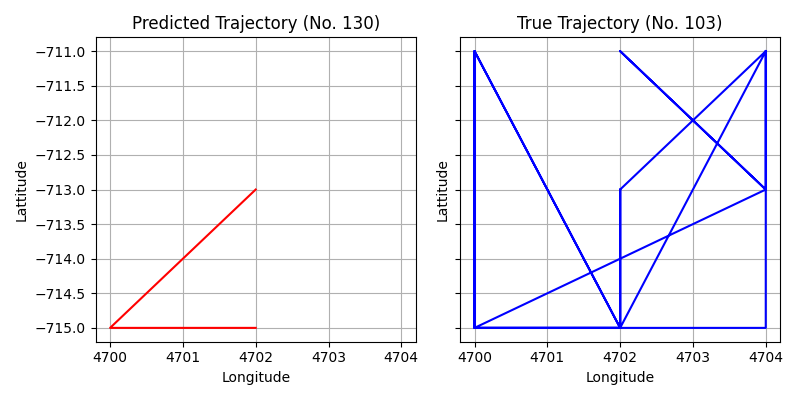 Predicted Trajectory (No. 130)
True Trajectory (No. 103)
−711.0
−711.5
−712.0
−712.5
−713.0
−713.5
−714.0
−714.5
−715.0
Lattitude
Lattitude
4700 4701 4702 4703 4704
4700 4701 4702 4703 4704
Longitude
Longitude